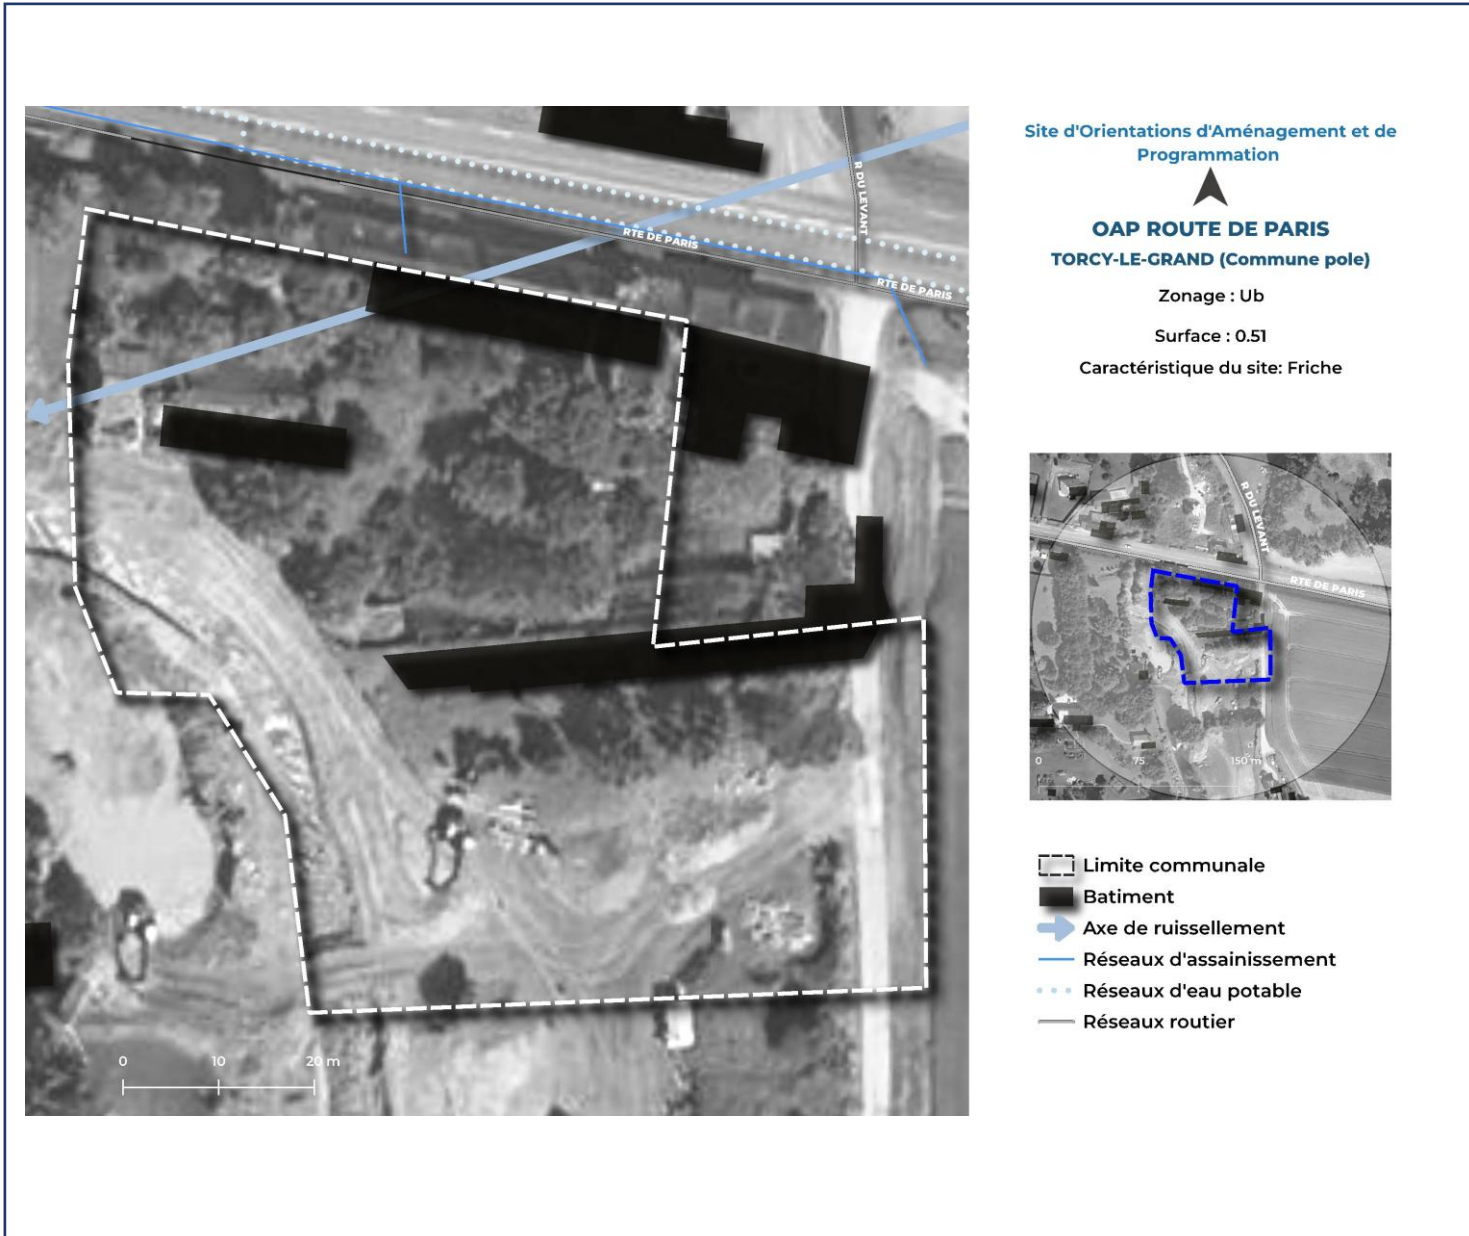 Site d'Orientations d'Aménagement et de
Programmation
OAP ROUTE DE PARIS
TORCY-LE-GRAND (Commune pole)
Zonage : Ub
Surface : 0.51
Caractéristique du site: Friche
R DU LEVANT
RTE DE PARIS
RTE DE PARIS
0 10 20 m
R DU LEVANT
RTE DE PARIS
0 75 150 m
Limite communale
Batiment
Axe de ruissellement
Réseaux d'assainissement
Réseaux d'eau potable
Réseaux routier